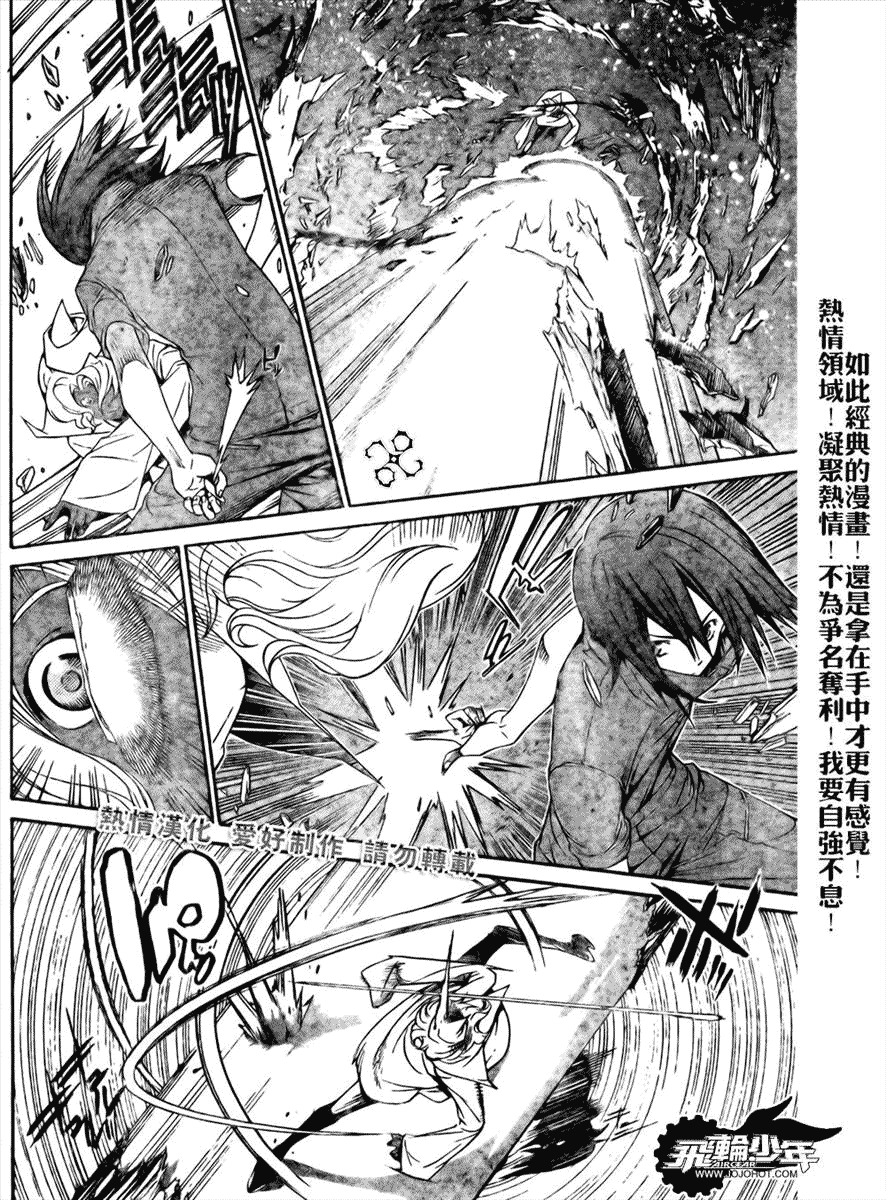 如此經典的漫畫！還是拿在手中才更有感覺！
熱情領域！凝聚熱情！不為爭名奪利！我要自強不息！
ド
熱情漢化 愛好制作 請勿轉載
飛輪少年
AIRGEAR
WWW.JOJOHOT.COM